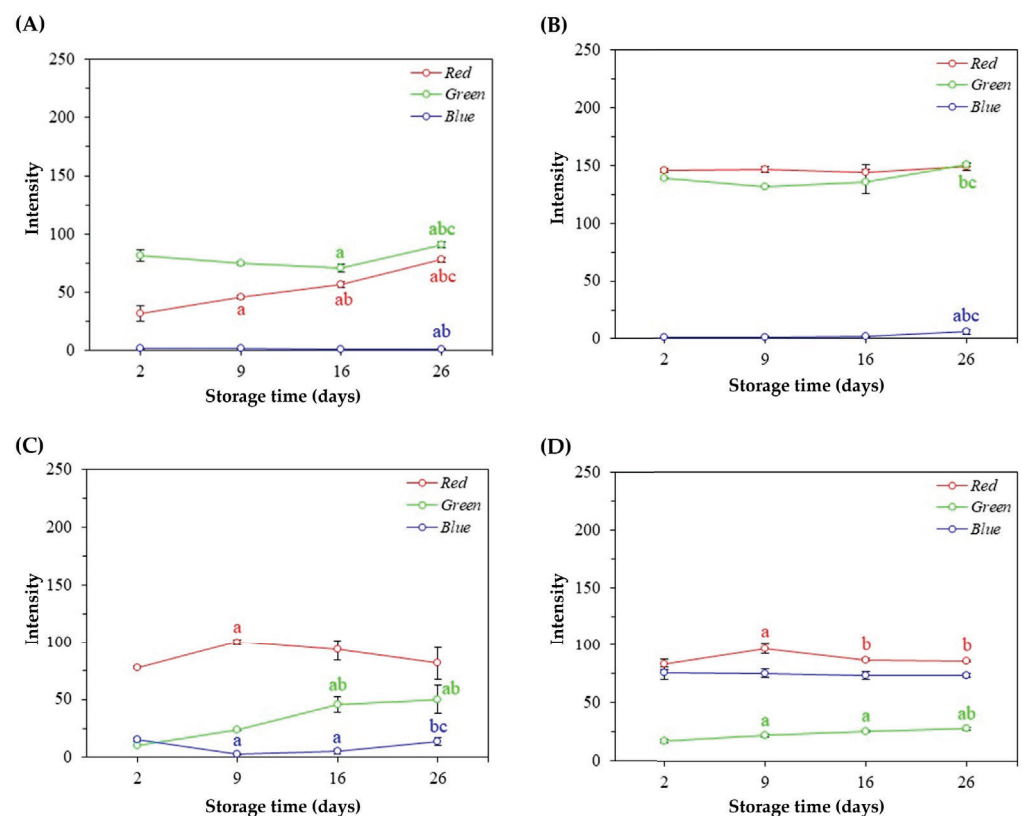 (A)
250
200
150
100
50
0
Intensity
Red
Green
Blue
a
abc
a
ab
abc
ab
2 9 16 26
Storage time (days)
(B)
250
200
150
100
50
0
Intensity
Red
Green
Blue
bc
abc
2 9 16 26
Storage time (days)
(C)
250
200
150
100
50
0
Intensity
Red
Green
Blue
a
ab
ab
a
a
bc
2 9 16 26
Storage time (days)
(D)
250
200
150
100
50
0
Intensity
Red
Green
Blue
a
b
b
a
a
ab
2 9 16 26
Storage time (days)